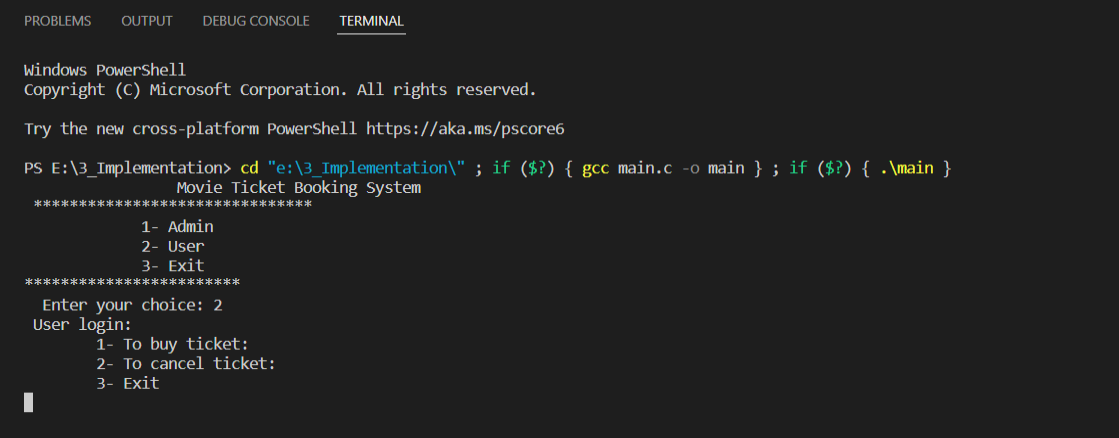 PROBLEMS OUTPUT DEBUG CONSOLE TERMINAL
Windows PowerShell
Copyright (C) Microsoft Corporation. All rights reserved.
Try the new cross-platform PowerShell https://aka.ms/pscore6
PS E:\3_Implementation> cd "e:\3_Implementation\" ; if ($?) { gcc main.c -o main } ; if ($?) { .\main }
Movie Ticket Booking System
*******************************
1- Admin
2- User
3- Exit
************************
Enter your choice: 2
User login:
1- To buy ticket:
2- To cancel ticket:
3- Exit